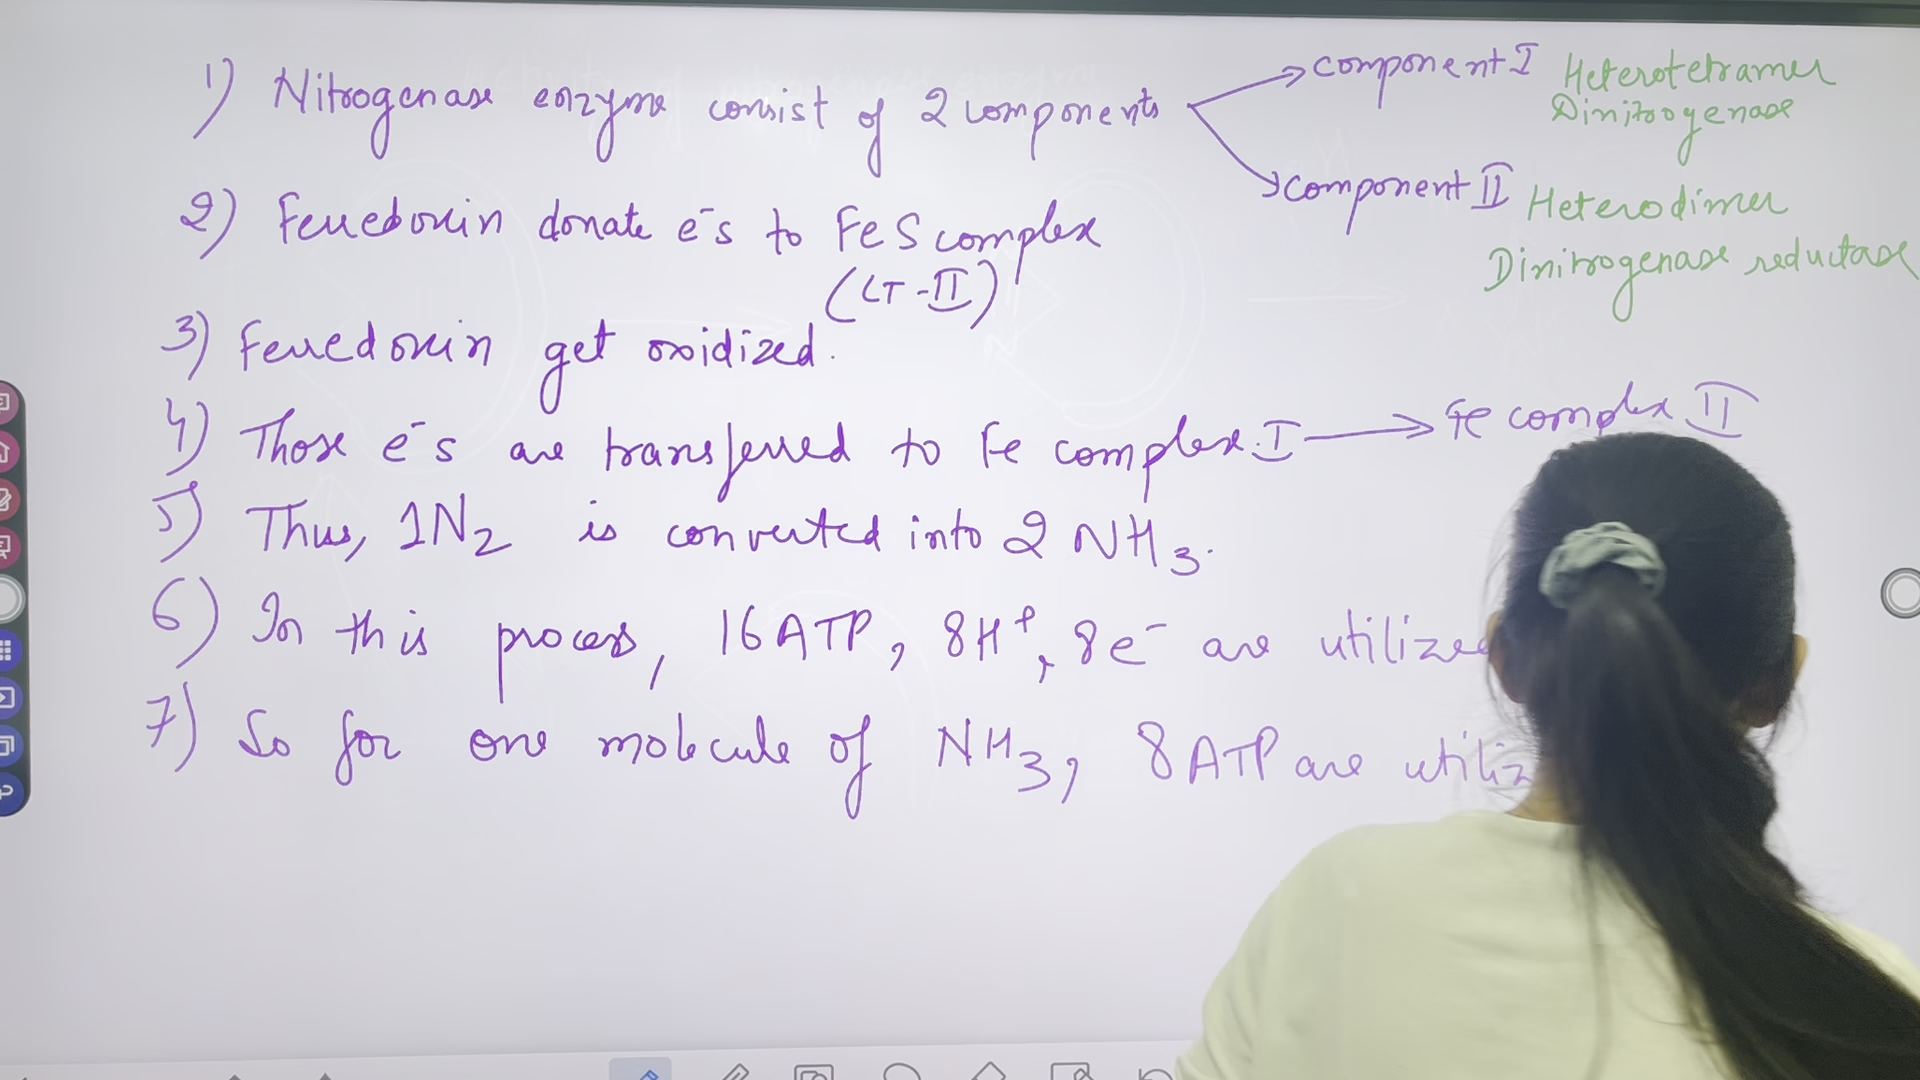 1) Nitrogenase enzyme consist of 2 components
component I Heterotetramer
Dinitrogenase
component II Heterodimer
Dinitrogenase reductase
2) Ferredoxin donate e⁻s to FeS complex
(CT-II)
3) Ferredoxin get oxidized.
4) Those e⁻s are transferred to Fe complex I → Fe complex II
5) Thus, 1N₂ is converted into 2 NH₃.
6) In this process, 16 ATP, 8H⁺, 8e⁻ are utilized
7) So for one molecule of NH₃, 8 ATP are utiliz